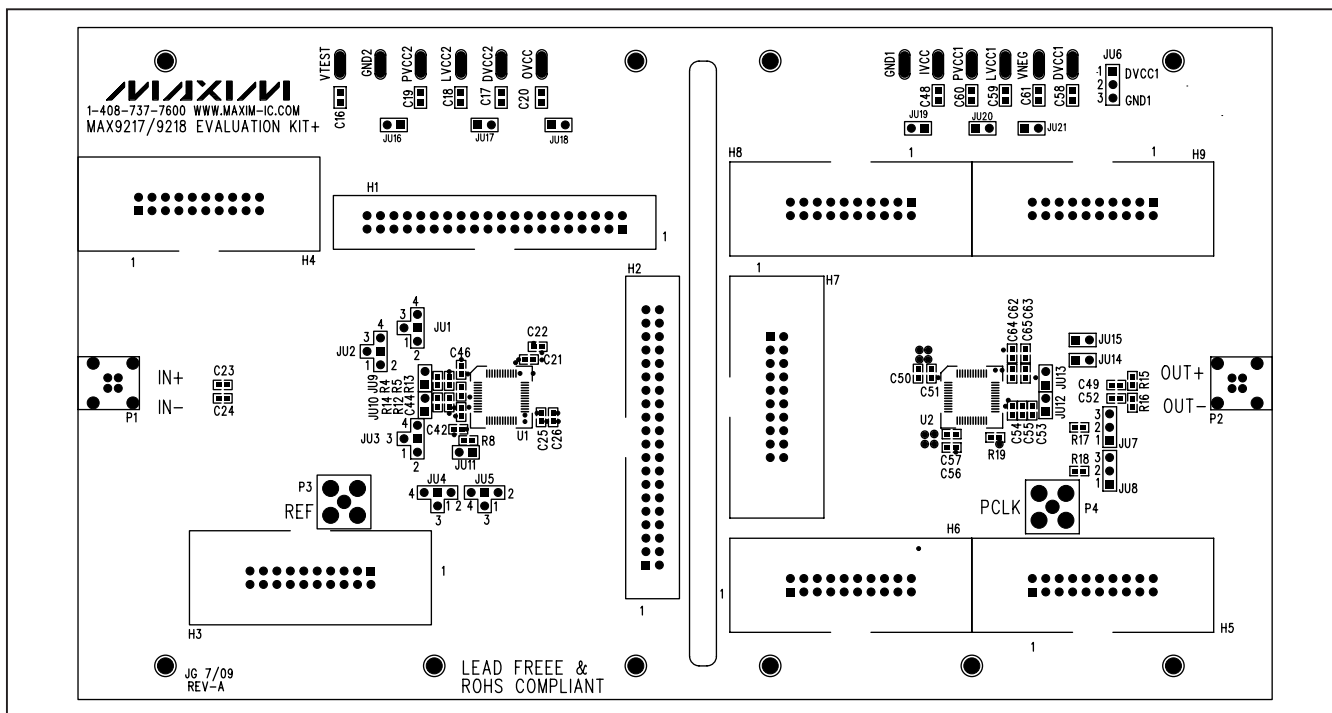 VTEST GND2 PVCC2 LVCC2 DVCC2 OVCC
GND1 IVCC PVCC1 LVCC1 VNEG DVCC1
JU6
1 DVCC1
2
3 GND1
MAXIM
1-408-737-7600 WWW.MAXIM-IC.COM
MAX9217/9218 EVALUATION KIT+
C16 C19 C18 C17 C20
C48 C60 C59 C61 C58
JU16 JU17 JU18
JU19 JU20 JU21
H1
1
H4
1
H8
1
H9
1
H2
1
H7
1
4
3
JU1
1
2
4
3
JU2
1
2
C46
C22
C21
JU9
R14
R4
R12
R5
C44
R13
JU10
U1
C42
R8
JU11
C25
C26
JU3
4
3
1
2
JU4
4
1
2
3
JU5
4
1
2
3
IN+
IN-
C23
C24
P1
P3
REF
H3
1
C62
C63
C64
C65
C50
C51
U2
C57
C56
C54
C55
C53
R19
JU13
JU12
JU15
JU14
C49
C52
R15
R16
OUT+
OUT-
P2
R17
3
2
1
JU7
R18
3
2
1
JU8
PCLK
P4
H6
1
H5
1
JG 7/09
REV-A
LEAD FREEE &
ROHS COMPLIANT